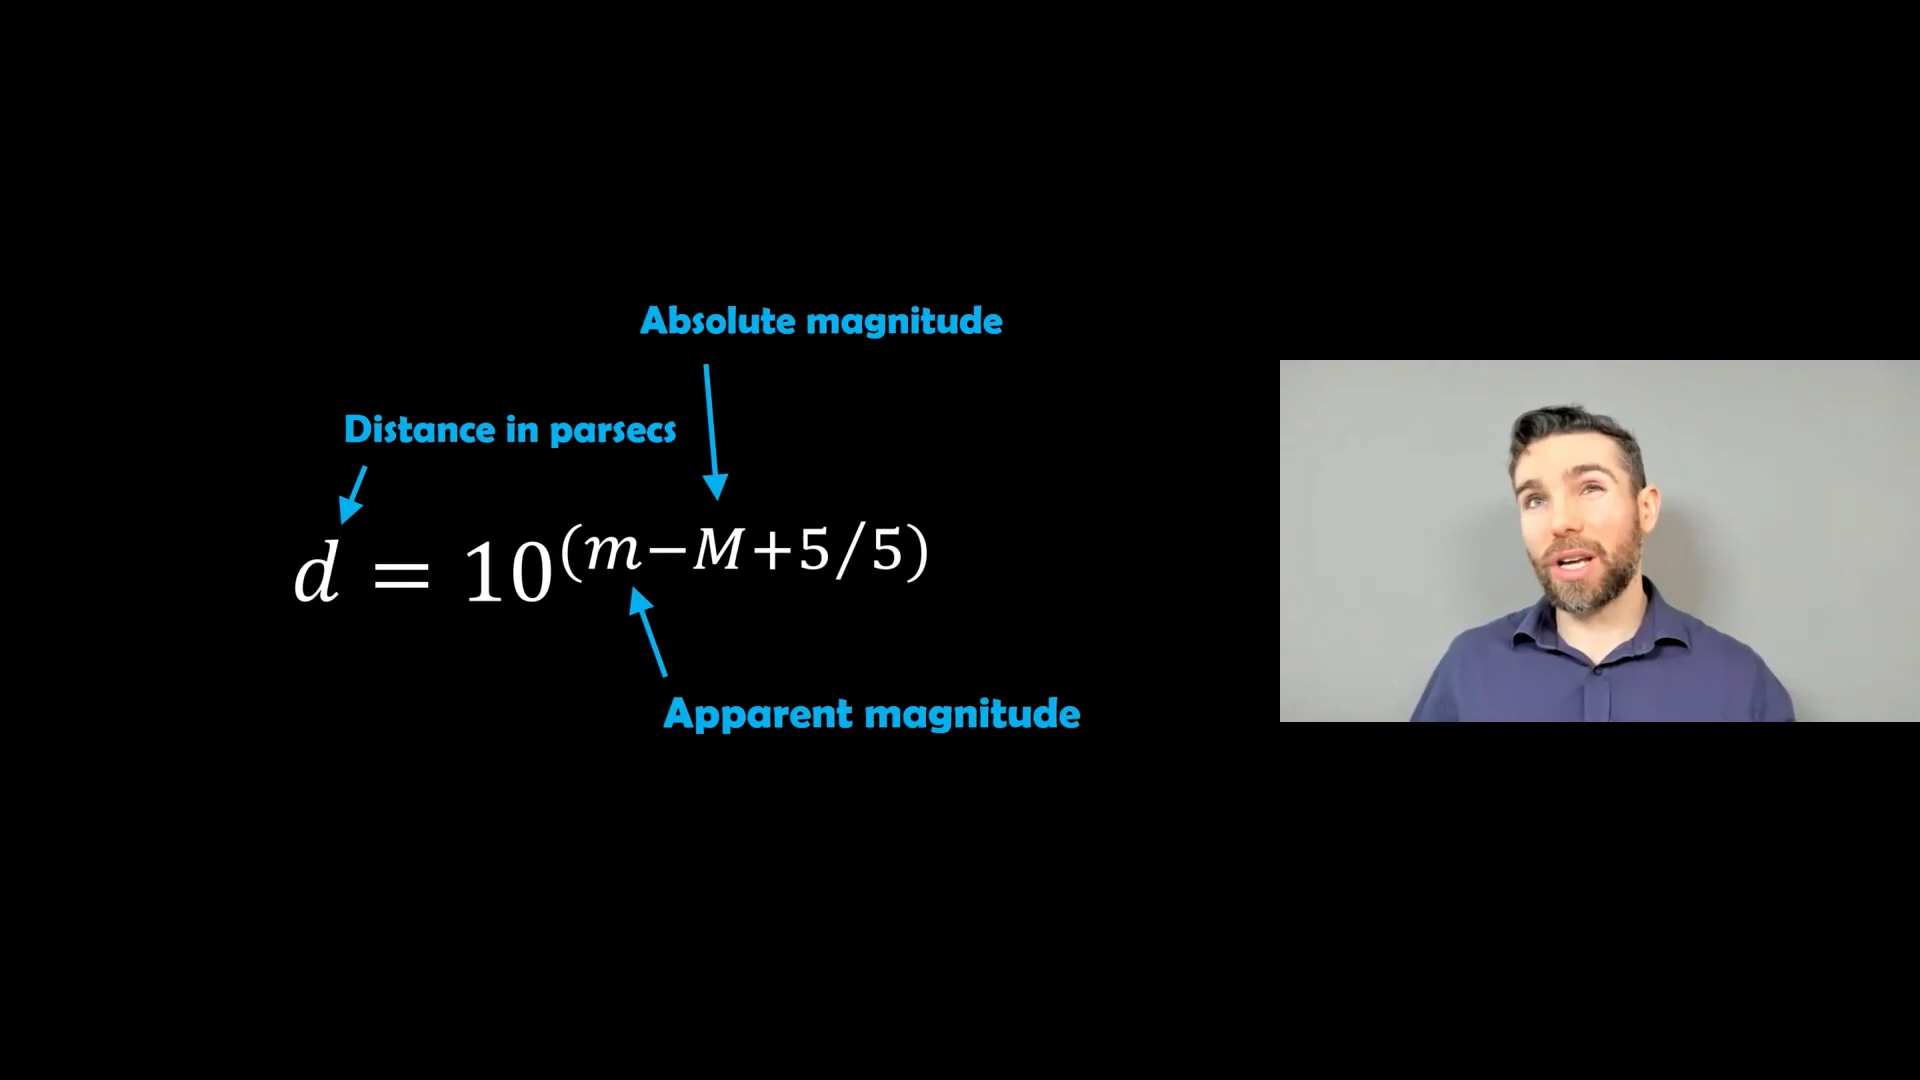 Absolute magnitude
Distance in parsecs
d = 10^(m−M+5/5)
Apparent magnitude